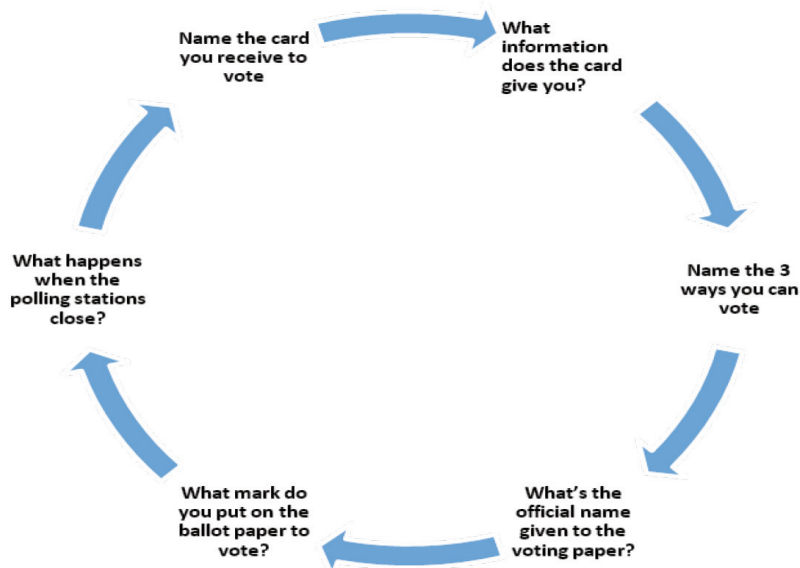 Name the card
you receive to
vote
What
information
does the card
give you?
Name the 3
ways you can
vote
What’s the
official name
given to the
voting paper?
What mark do
you put on the
ballot paper to
vote?
What happens
when the
polling stations
close?